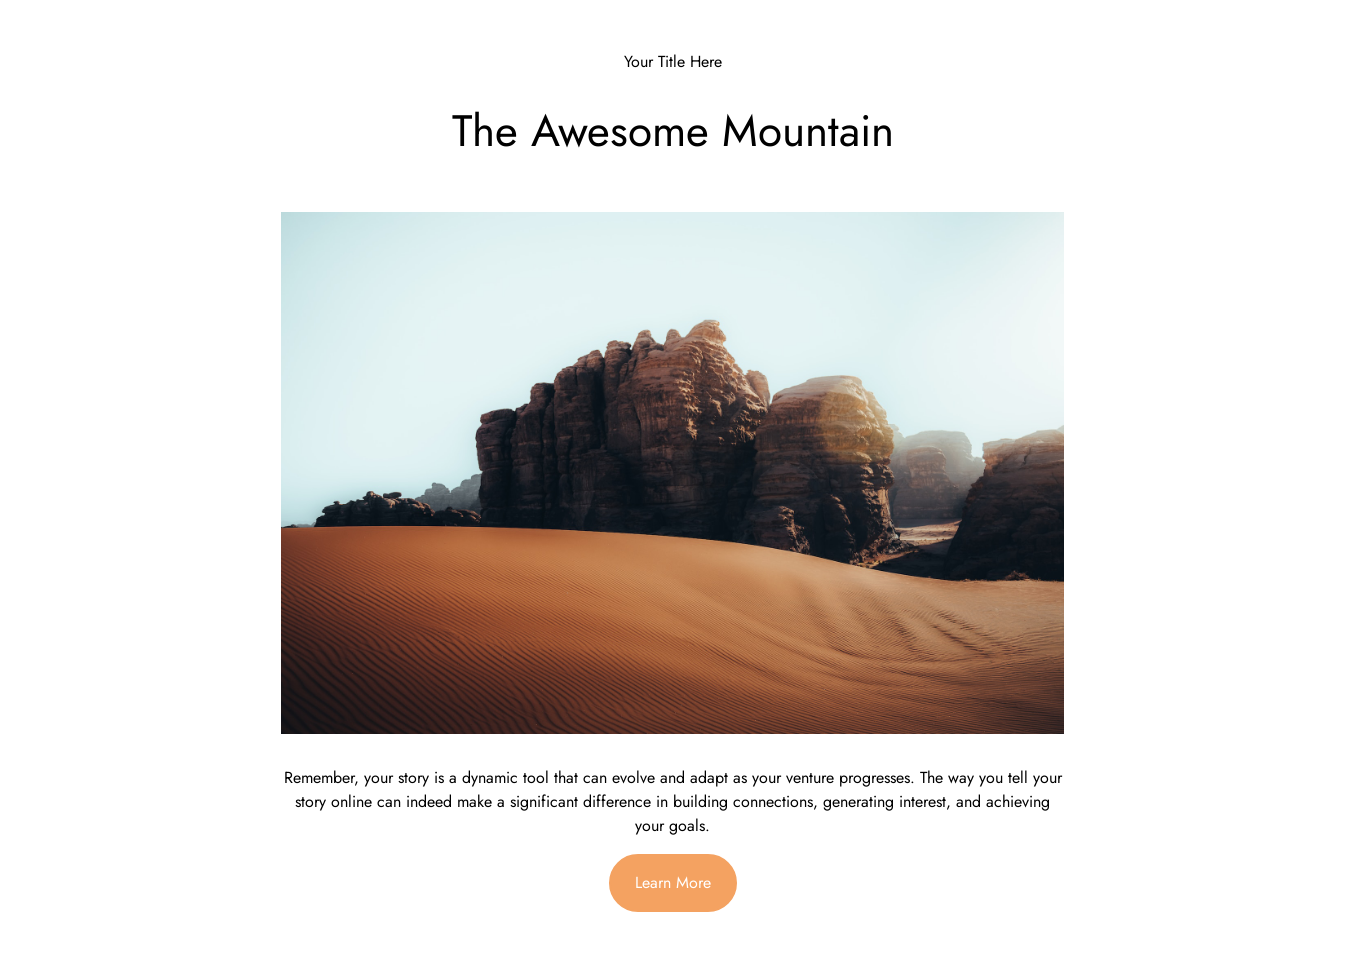 Your Title Here
The Awesome Mountain
Remember, your story is a dynamic tool that can evolve and adapt as your venture progresses. The way you tell your
story online can indeed make a significant difference in building connections, generating interest, and achieving
your goals.
Learn More